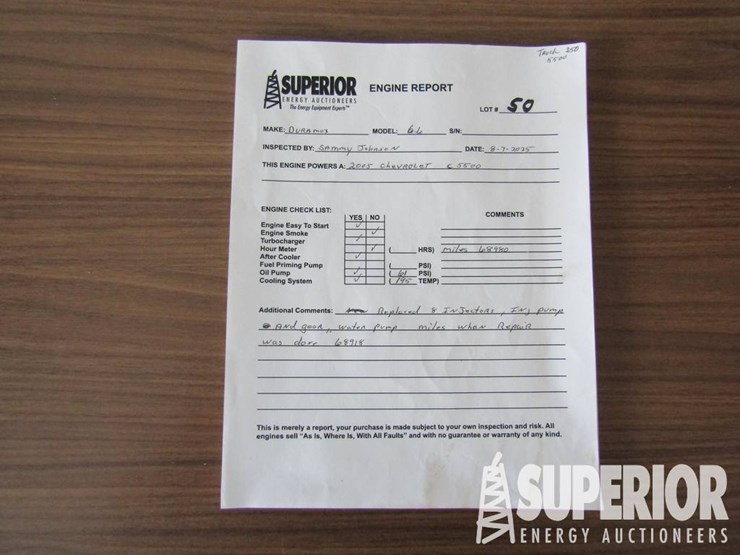 Truck 250
5500
SUPERIOR
ENERGY AUCTIONEERS
The Energy Equipment Experts™
ENGINE REPORT
LOT # 50
MAKE: Duramax MODEL: 6.6 S/N:
INSPECTED BY: Sammy Johnson DATE: 8-7-2025
THIS ENGINE POWERS A: 2005 Chevrolet C5500
ENGINE CHECK LIST: YES NO COMMENTS
Engine Easy To Start ✓
Engine Smoke ✓
Turbocharger ✓
Hour Meter ✓ ( HRS) miles 68980
After Cooler ✓
Fuel Priming Pump ( PSI)
Oil Pump ✓ ( 61 PSI)
Cooling System ✓ ( 195 TEMP)
Additional Comments: Replaced 8 Injectors, Inj pump
And gear, water pump miles when Repair
was done 68918
This is merely a report, your purchase is made subject to your own inspection and risk. All
engines sell "As Is, Where Is, With All Faults" and with no guarantee or warranty of any kind.
SUPERIOR
ENERGY AUCTIONEERS